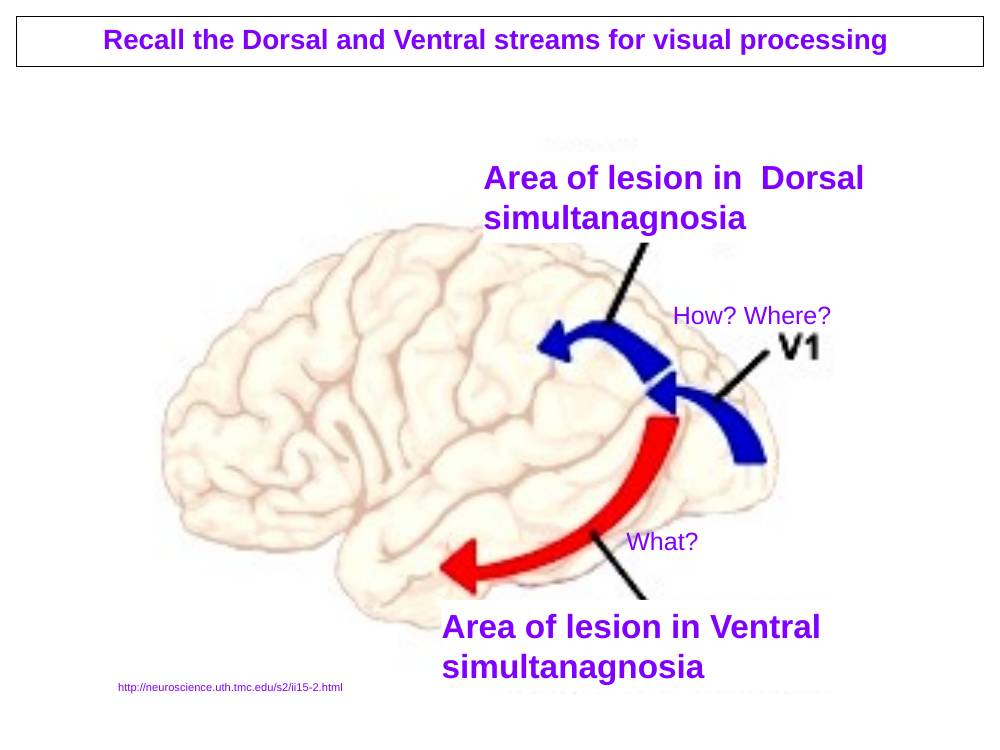 Recall the Dorsal and Ventral streams for visual processing
Area of lesion in  Dorsal
simultanagnosia
How? Where?
V1
What?
Area of lesion in Ventral
simultanagnosia
http://neuroscience.uth.tmc.edu/s2/ii15-2.html